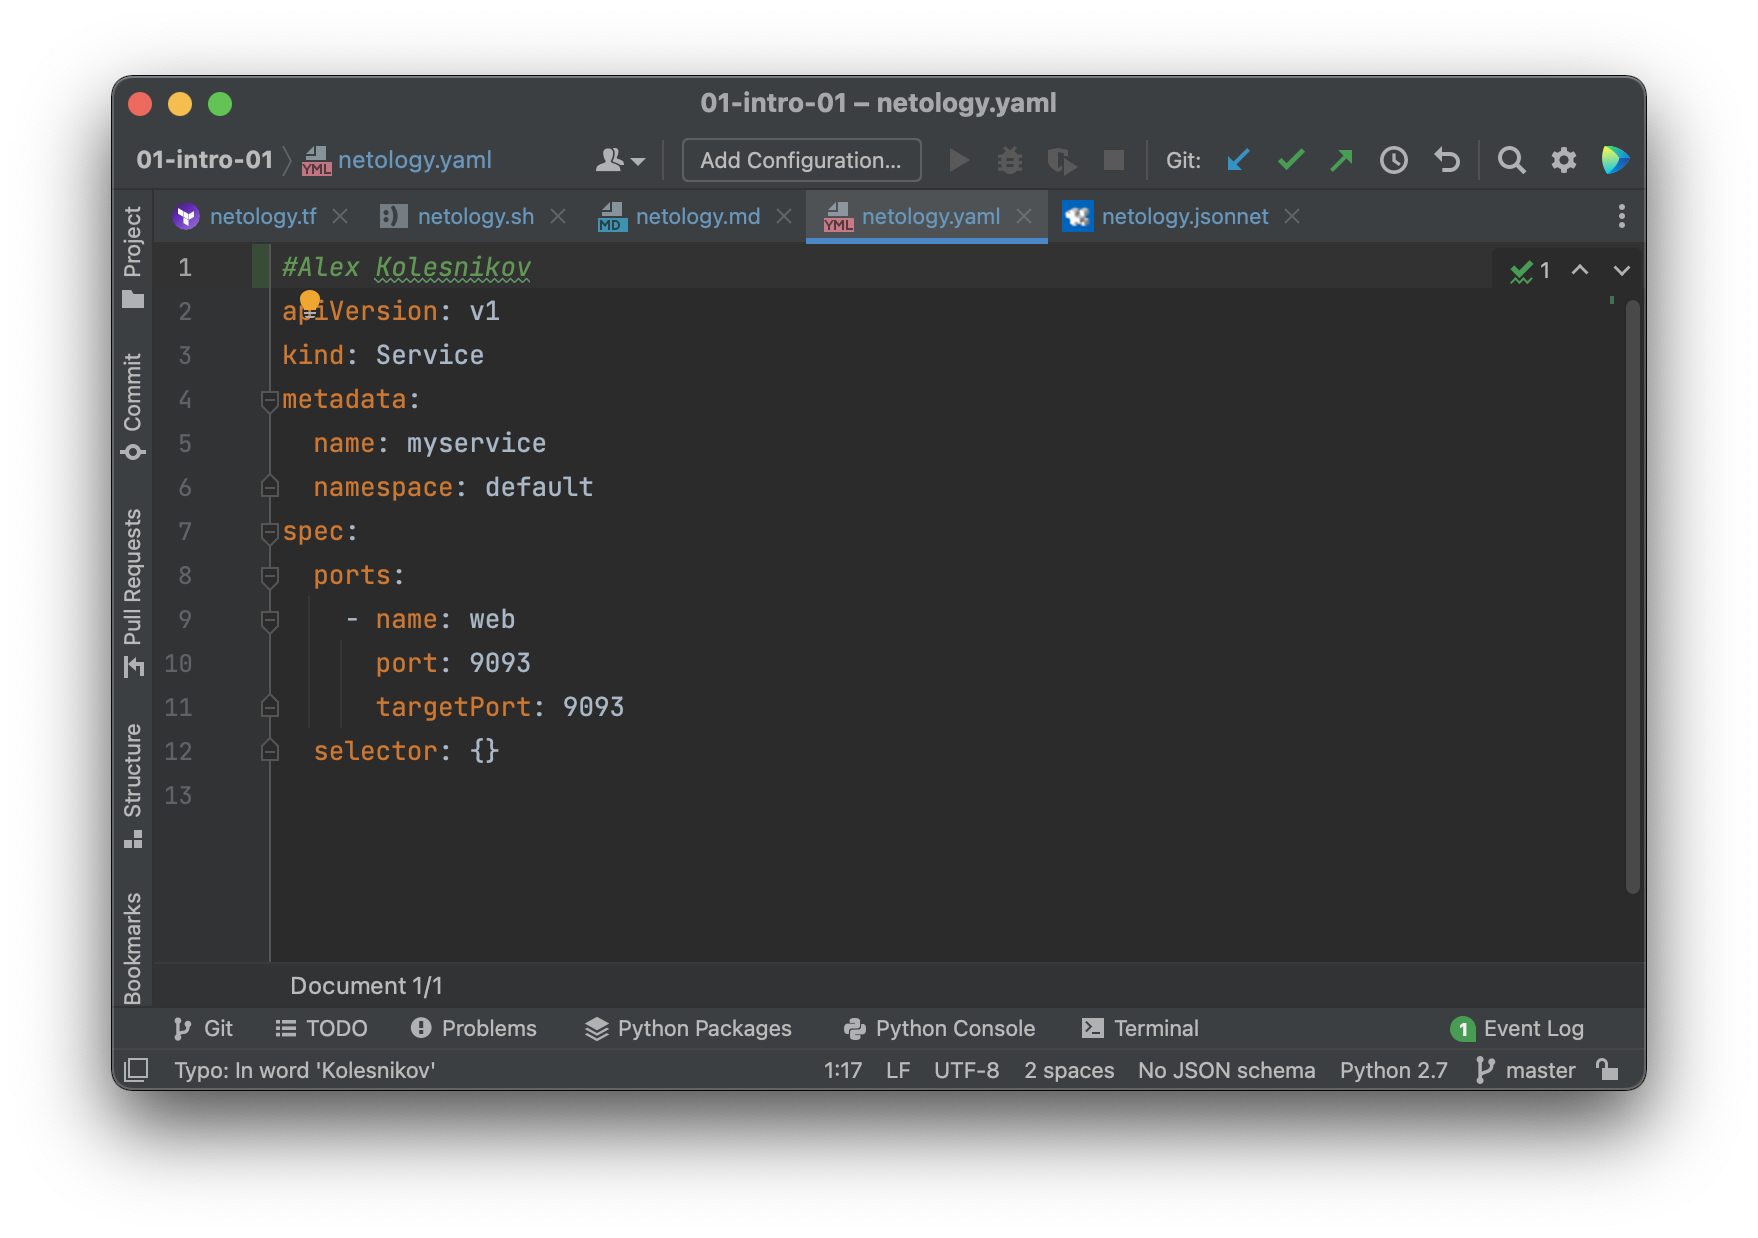 01-intro-01 – netology.yaml
01-intro-01 netology.yaml Add Configuration... Git:
netology.tf netology.sh netology.md netology.yaml netology.jsonnet
1 #Alex Kolesnikov 1
2 apiVersion: v1
3 kind: Service
4 metadata:
5 name: myservice
6 namespace: default
7 spec:
8 ports:
9 - name: web
10 port: 9093
11 targetPort: 9093
12 selector: {}
13
Project
Commit
Pull Requests
Structure
Bookmarks
Document 1/1
Git TODO Problems Python Packages Python Console Terminal 1 Event Log
Typo: In word 'Kolesnikov' 1:17 LF UTF-8 2 spaces No JSON schema Python 2.7 master